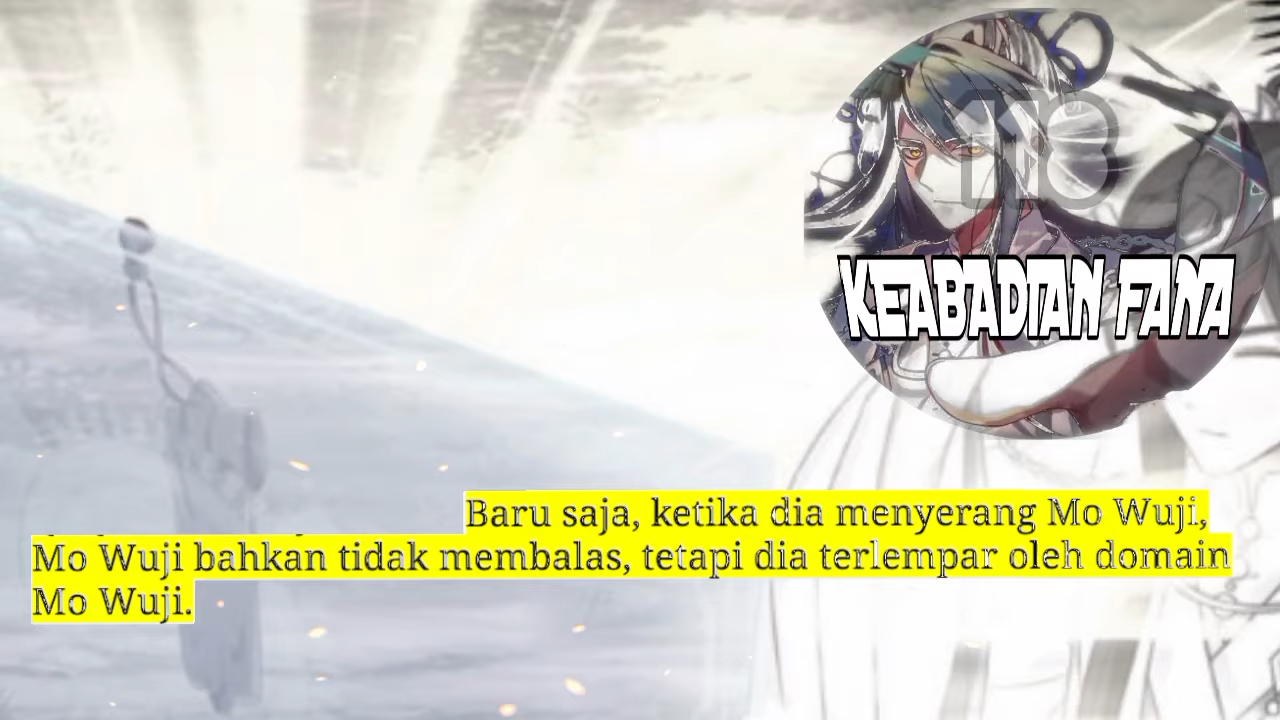 118
KEABADIAN FANA
Baru saja, ketika dia menyerang Mo Wuji,
Mo Wuji bahkan tidak membalas, tetapi dia terlempar oleh domain
Mo Wuji.